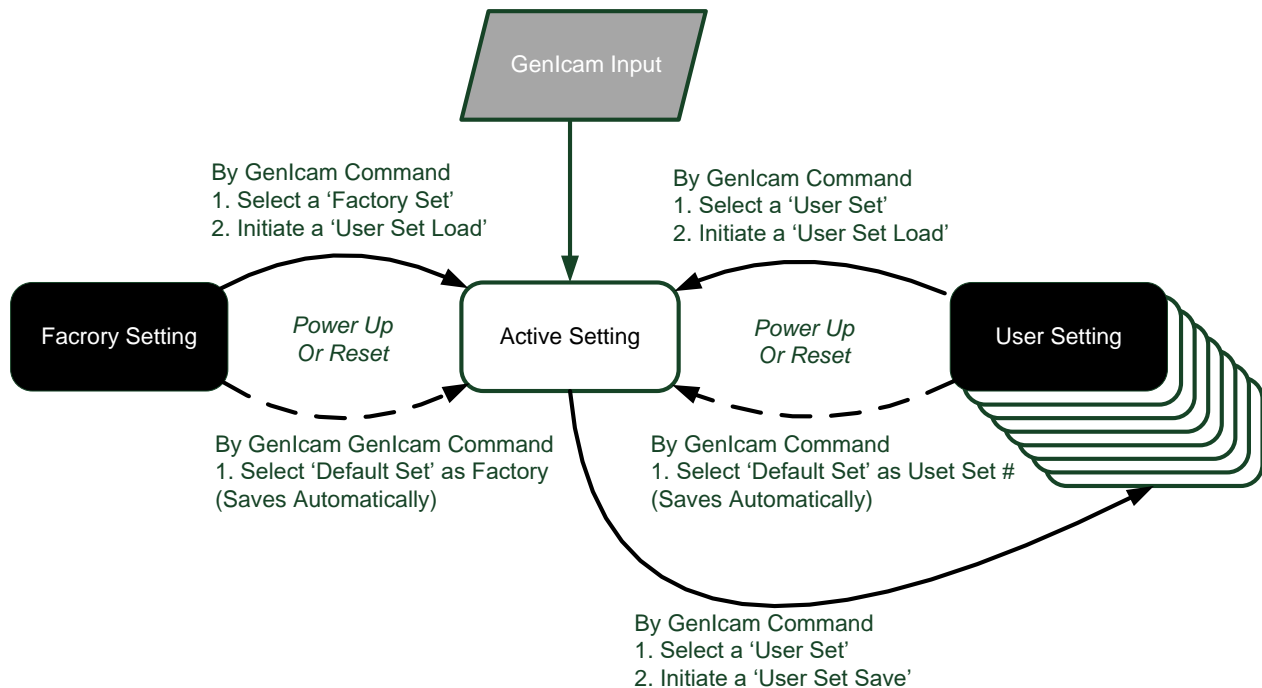 GenIcam Input
By GenIcam Command
1. Select a ‘Factory Set’
2. Initiate a ‘User Set Load’
By GenIcam Command
1. Select a ‘User Set’
2. Initiate a ‘User Set Load’
Facrory Setting
Power Up
Or Reset
Active Setting
Power Up
Or Reset
User Setting
By GenIcam GenIcam Command
1. Select ‘Default Set’ as Factory
(Saves Automatically)
By GenIcam Command
1. Select ‘Default Set’ as Uset Set #
(Saves Automatically)
By GenIcam Command
1. Select a ‘User Set’
2. Initiate a ‘User Set Save’